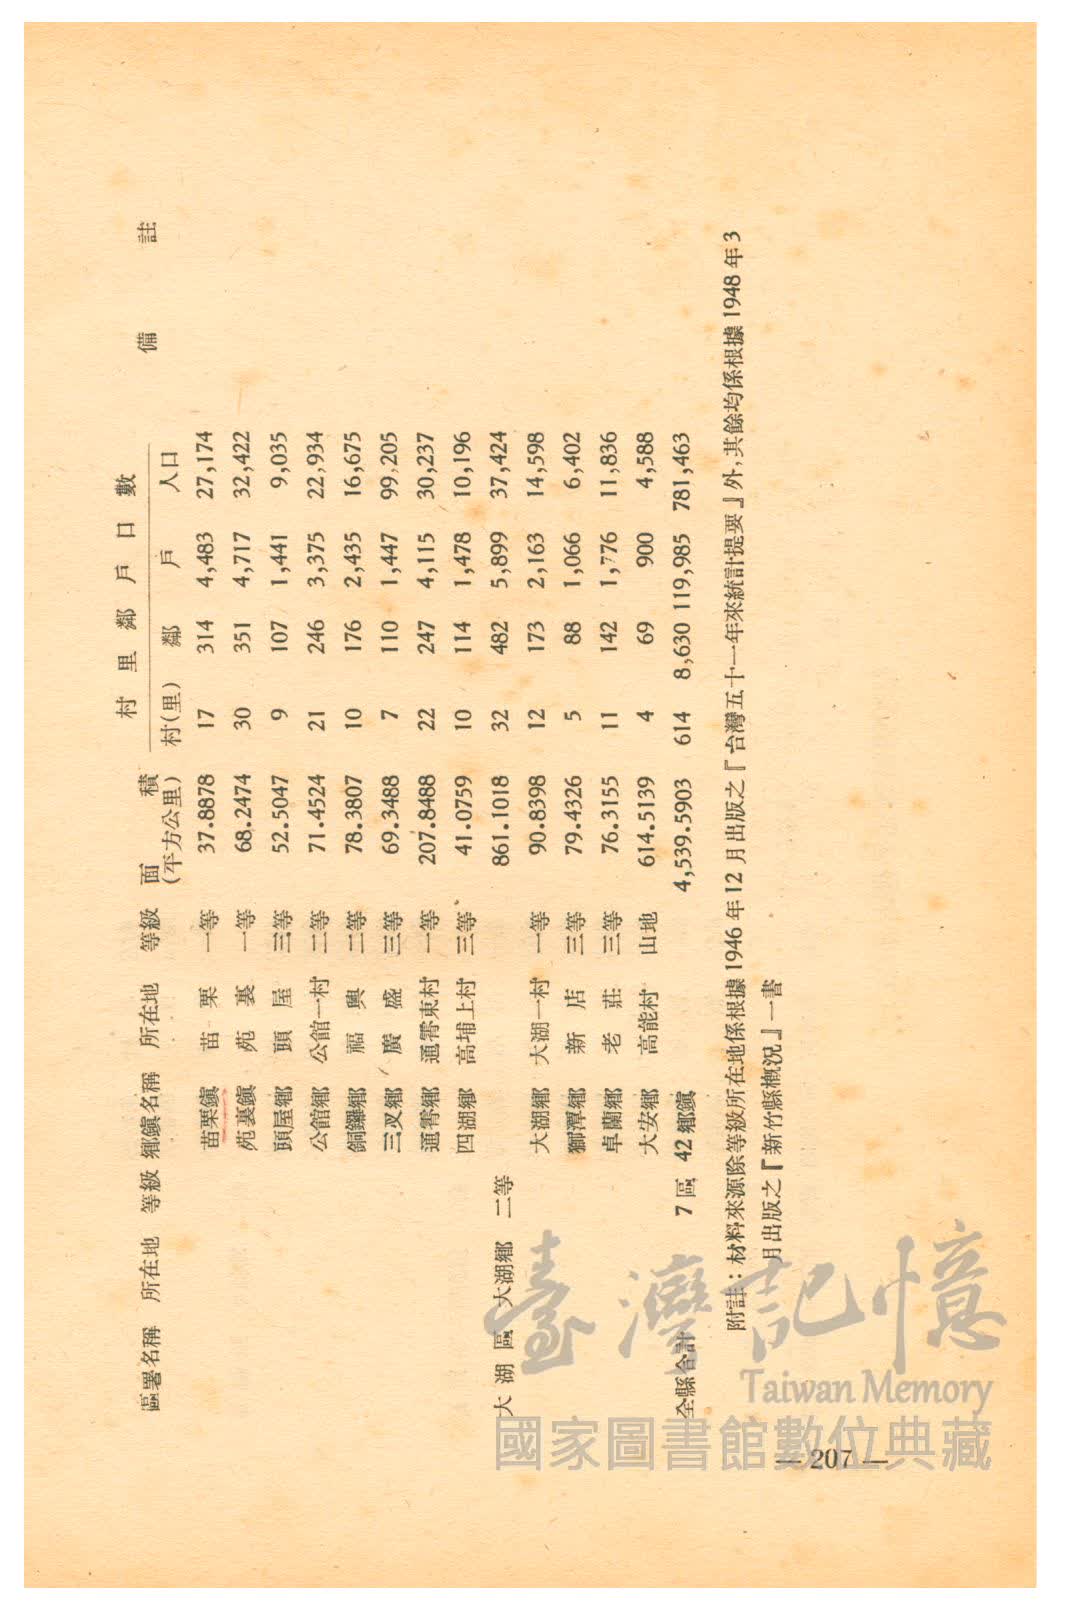 村里鄰戶口數
區署名稱 所在地 等級 鄉鎮名稱 所在地 等級 面積(平方公里) 村(里) 鄰 戶 人口 備註
苗栗鎮 苗栗 一等 37.8878 17 314 4,483 27,174
苑裏鎮 苑裏 一等 68.2474 30 351 4,717 32,422
頭屋鄉 頭屋 三等 52.5047 9 107 1,441 9,035
公館鄉 公館一村 二等 71.4524 21 246 3,375 22,934
銅鑼鄉 福興 二等 78.3807 10 176 2,435 16,675
三叉鄉 廣盛 三等 69.3488 7 110 1,447 99,205
通霄鄉 通霄東村 一等 207.8488 22 247 4,115 30,237
四湖鄉 高埔上村 三等 41.0759 10 114 1,478 10,196
大湖區 大湖鄉 二等 861.1018 32 482 5,899 37,424
大湖鄉 大湖一村 一等 90.8398 12 173 2,163 14,598
獅潭鄉 新店 三等 79.4326 5 88 1,066 6,402
卓蘭鄉 老莊 三等 76.3155 11 142 1,776 11,836
大安鄉 高能村 山地 614.5139 4 69 900 4,588
全縣合計 7區 42鄉鎮 4,539.5903 614 8,630 119,985 781,463
附註：材料來源除等級所在地係根據1946年12月出版之『台灣五十一年來統計提要』外，其餘均係根據1948年3
月出版之『新竹縣概況』一書
— 207 —
臺灣記憶
Taiwan Memory
國家圖書館數位典藏